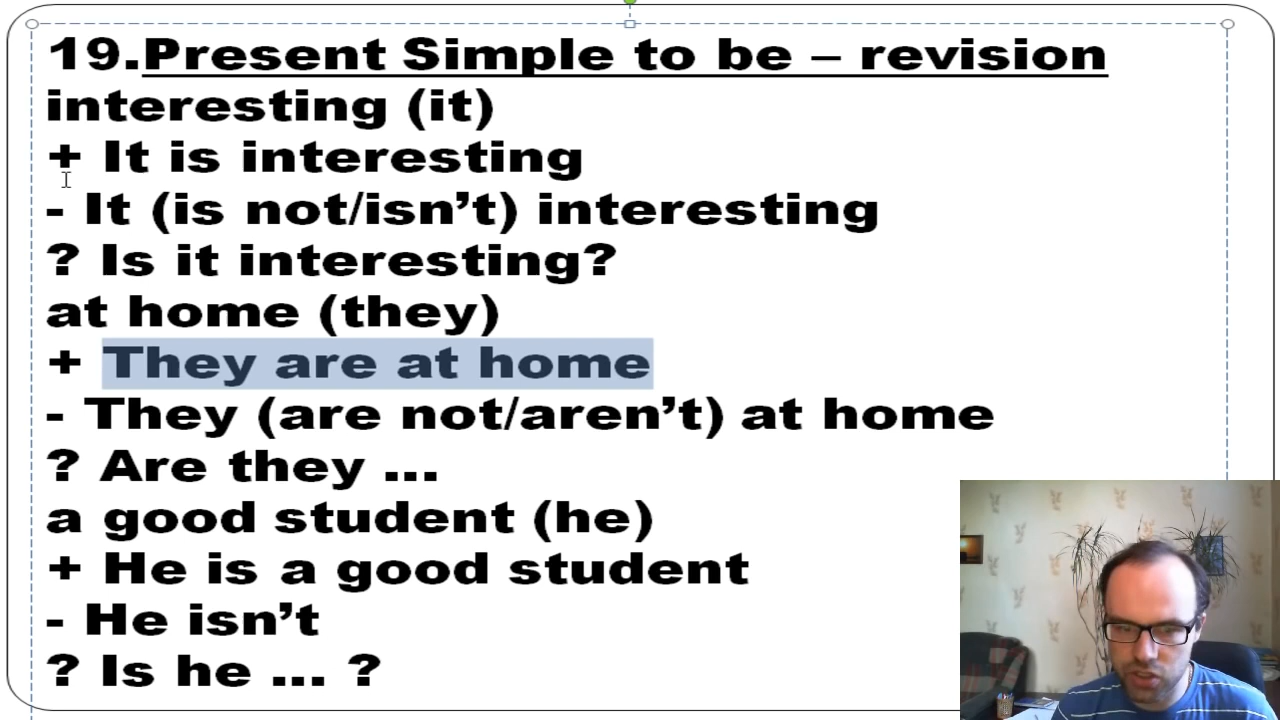 19.Present Simple to be – revision
interesting (it)
+ It is interesting
- It (is not/isn’t) interesting
? Is it interesting?
at home (they)
+ They are at home
- They (are not/aren’t) at home
? Are they ...
a good student (he)
+ He is a good student
- He isn’t
? Is he ... ?